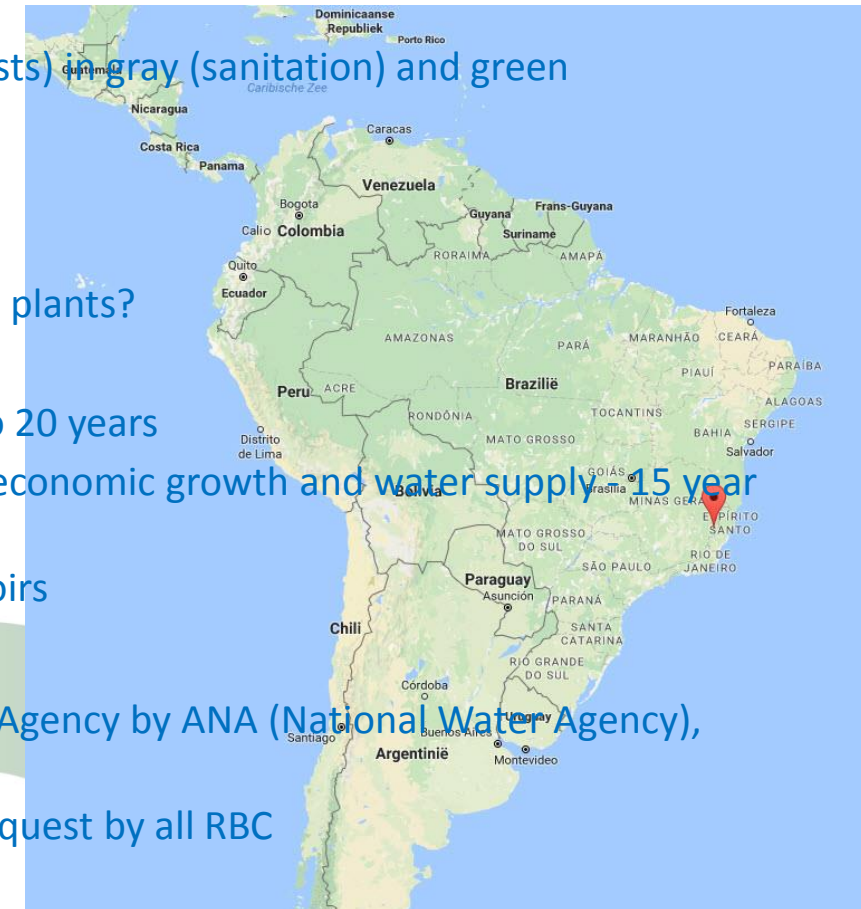 Dominicaanse
Republiek
Porto Rico
sts) in gray (sanitation) and green
Guatemala
Caribische Zee
Nicaragua
Costa Rica
Caracas
Panama
Venezuela
Bogota
Guyana
Frans-Guyana
Calio
Colombia
Suriname
RORAIMA
AMAPÁ
Quito
plants?
Ecuador
Fortaleza
AMAZONAS
PARÁ
MARANHÃO
CEARÁ
PIAUÍ
PARAÍBA
Peru
ACRE
Brazilië
ALAGOAS
20 years
RONDÔNIA
TOCANTINS
SERGIPE
Distrito
de Lima
MATO GROSSO
BAHIA
Salvador
economic growth and water supply - 15 year
Bolivia
GOIÁS
Brasilia
MINAS GERA
ESPÍRITO
SANTO
MATO GROSSO
DO SUL
RIO DE
JANEIRO
SÃO PAULO
oirs
Paraguay
Asunción
PARANÁ
Chili
SANTA
CATARINA
RIO GRANDE
DO SUL
Córdoba
Agency by ANA (National Water Agency),
Uruguay
Santiago
Buenos Aires
Argentinië
Montevideo
quest by all RBC